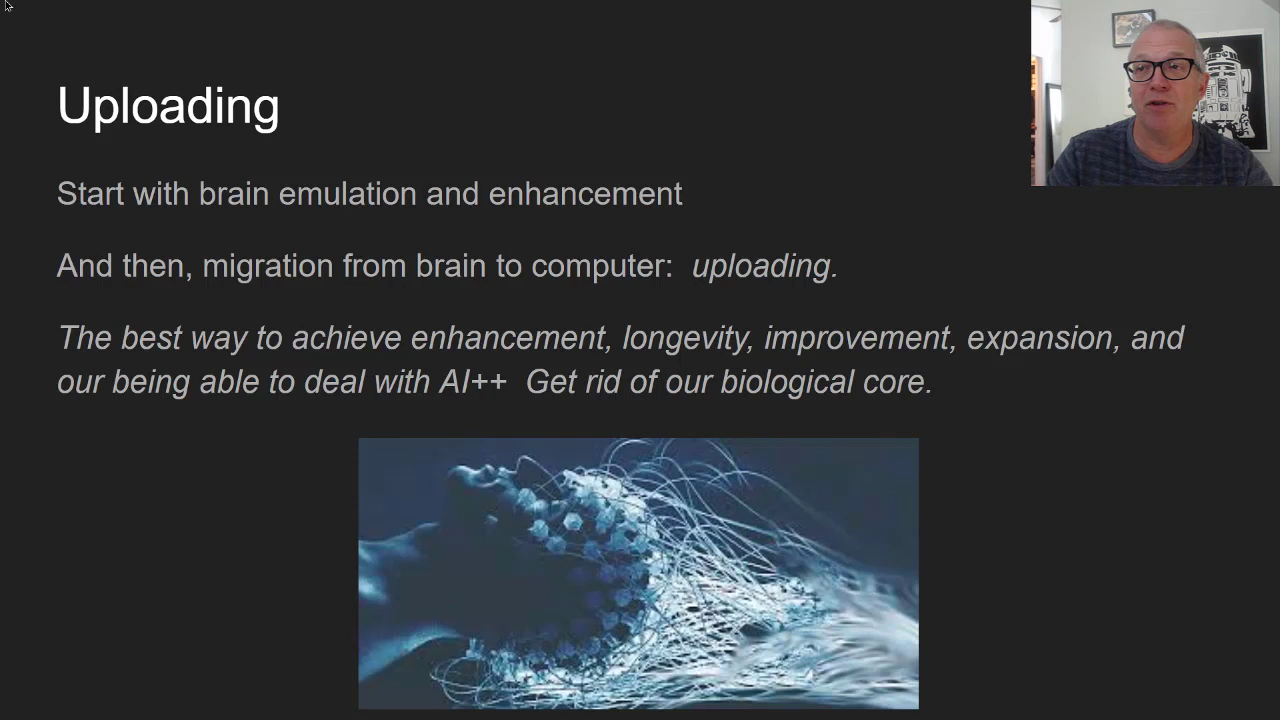 Uploading
Start with brain emulation and enhancement
And then, migration from brain to computer:  uploading.
The best way to achieve enhancement, longevity, improvement, expansion, and
our being able to deal with AI++  Get rid of our biological core.